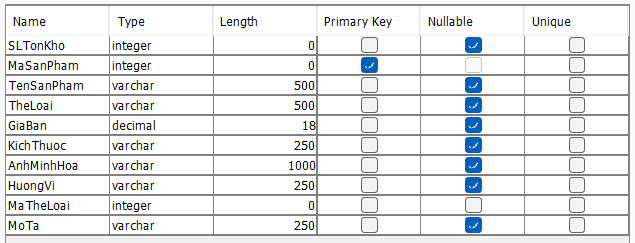 Name Type Length Primary Key Nullable Unique
SLTonKho integer 0
MaSanPham integer 0
TenSanPham varchar 500
TheLoai varchar 500
GiaBan decimal 18
KichThuoc varchar 250
AnhMinhHoa varchar 1000
HuongVi varchar 250
MaTheLoai integer 0
MoTa varchar 250